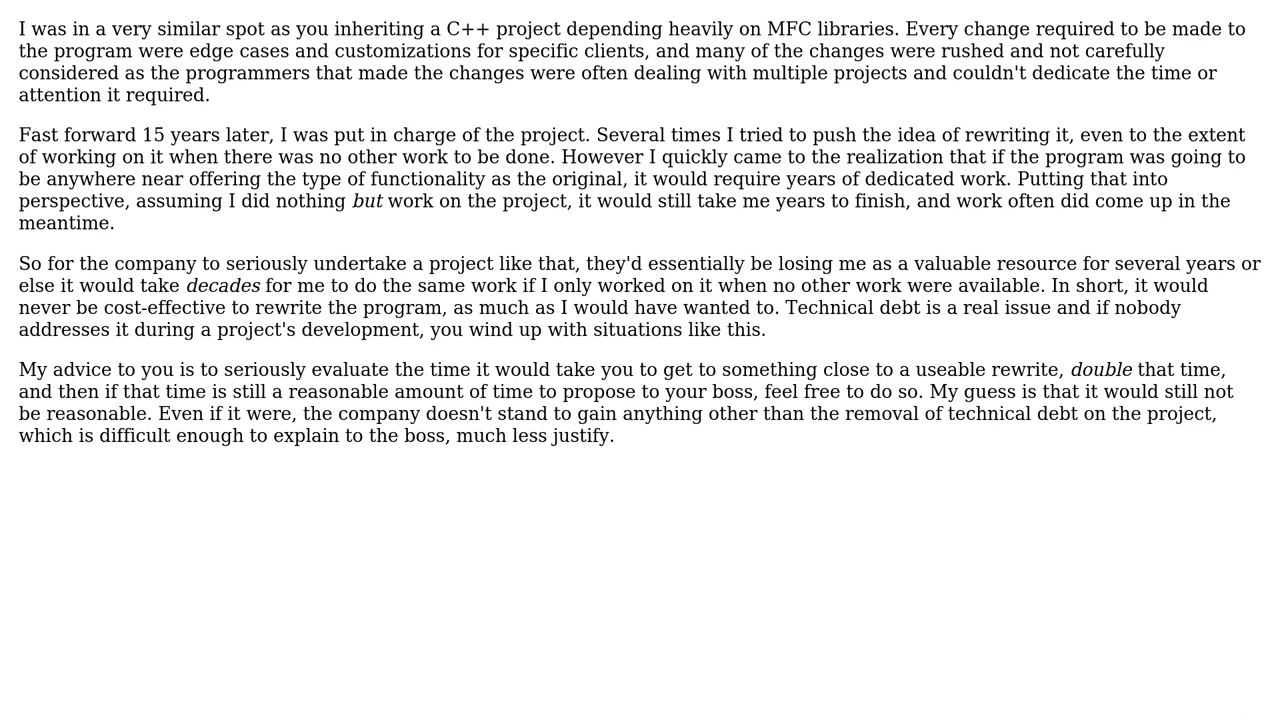 I was in a very similar spot as you inheriting a C++ project depending heavily on MFC libraries. Every change required to be made to
the program were edge cases and customizations for specific clients, and many of the changes were rushed and not carefully
considered as the programmers that made the changes were often dealing with multiple projects and couldn't dedicate the time or
attention it required.
Fast forward 15 years later, I was put in charge of the project. Several times I tried to push the idea of rewriting it, even to the extent
of working on it when there was no other work to be done. However I quickly came to the realization that if the program was going to
be anywhere near offering the type of functionality as the original, it would require years of dedicated work. Putting that into
perspective, assuming I did nothing but work on the project, it would still take me years to finish, and work often did come up in the
meantime.
So for the company to seriously undertake a project like that, they'd essentially be losing me as a valuable resource for several years or
else it would take decades for me to do the same work if I only worked on it when no other work were available. In short, it would
never be cost-effective to rewrite the program, as much as I would have wanted to. Technical debt is a real issue and if nobody
addresses it during a project's development, you wind up with situations like this.
My advice to you is to seriously evaluate the time it would take you to get to something close to a useable rewrite, double that time,
and then if that time is still a reasonable amount of time to propose to your boss, feel free to do so. My guess is that it would still not
be reasonable. Even if it were, the company doesn't stand to gain anything other than the removal of technical debt on the project,
which is difficult enough to explain to the boss, much less justify.